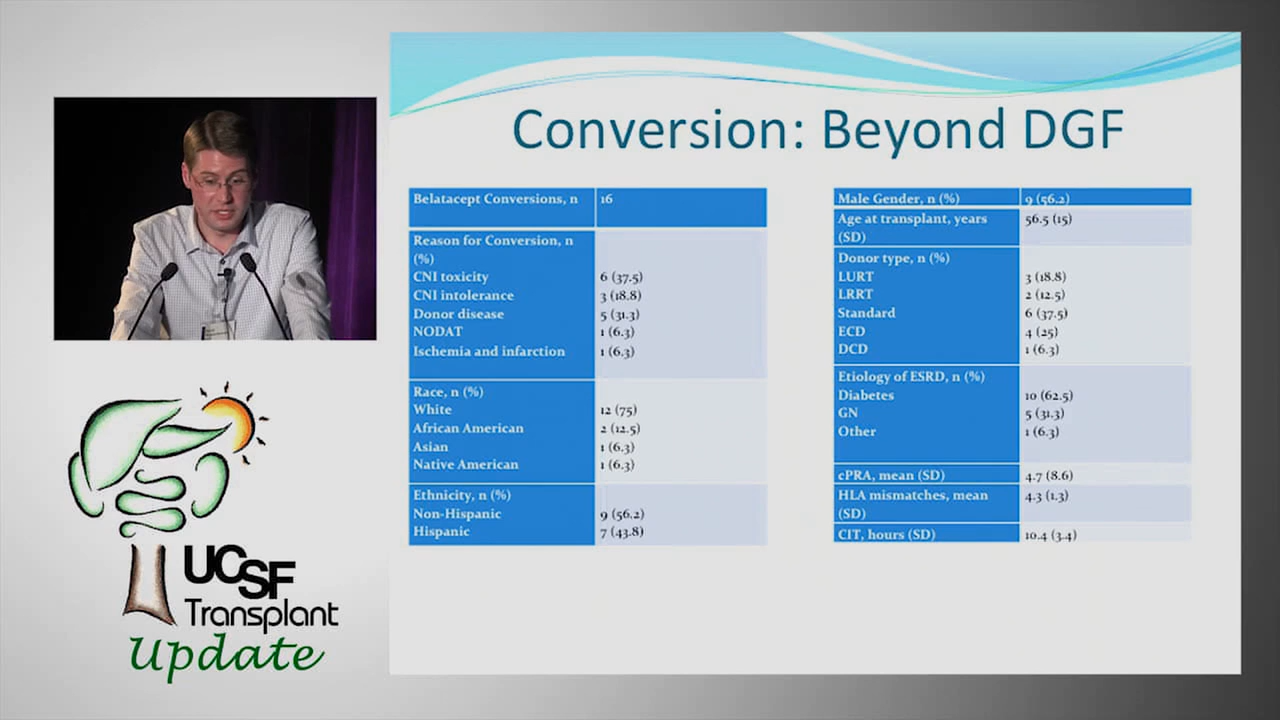 Conversion: Beyond DGF
Belatacept Conversions, n 16
Reason for Conversion, n
(%)
CNI toxicity 6 (37.5)
CNI intolerance 3 (18.8)
Donor disease 5 (31.3)
NODAT 1 (6.3)
Ischemia and infarction 1 (6.3)
Race, n (%)
White 12 (75)
African American 2 (12.5)
Asian 1 (6.3)
Native American 1 (6.3)
Ethnicity, n (%)
Non-Hispanic 9 (56.2)
Hispanic 7 (43.8)
Male Gender, n (%) 9 (56.2)
Age at transplant, years 56.5 (15)
(SD)
Donor type, n (%)
LURT 3 (18.8)
LRRT 2 (12.5)
Standard 6 (37.5)
ECD 4 (25)
DCD 1 (6.3)
Etiology of ESRD, n (%)
Diabetes 10 (62.5)
GN 5 (31.3)
Other 1 (6.3)
cPRA, mean (SD) 4.7 (8.6)
HLA mismatches, mean 4.3 (1.3)
(SD)
CIT, hours (SD) 10.4 (3.4)
UCSF
Transplant
Update